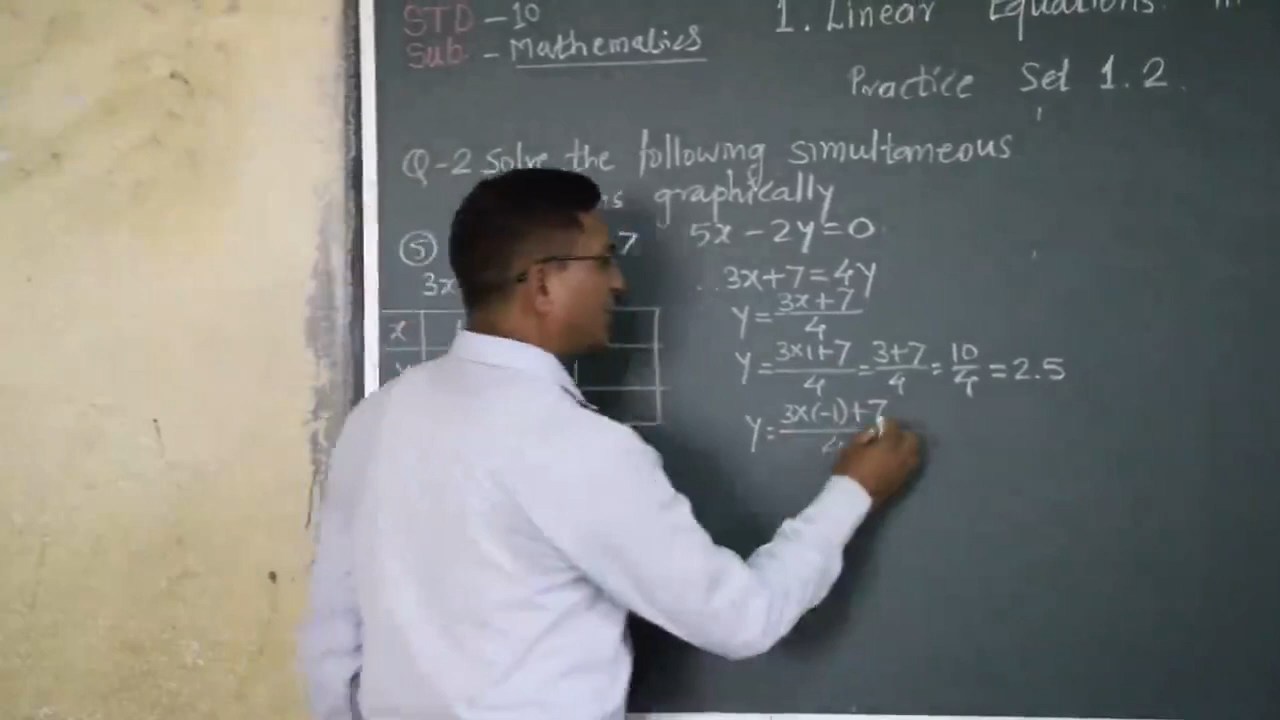 STD - 10
Sub - Mathematics
1. Linear Equations in
Practice Set 1.2
Q-2 Solve the following simultaneous
graphically
5 7 5x - 2y = 0
3x
3x+7=4y
y = 3x+7/4
x
y = 3x1+7/4 = 3+7/4 = 10/4 = 2.5
y = 3x(-1)+7/4